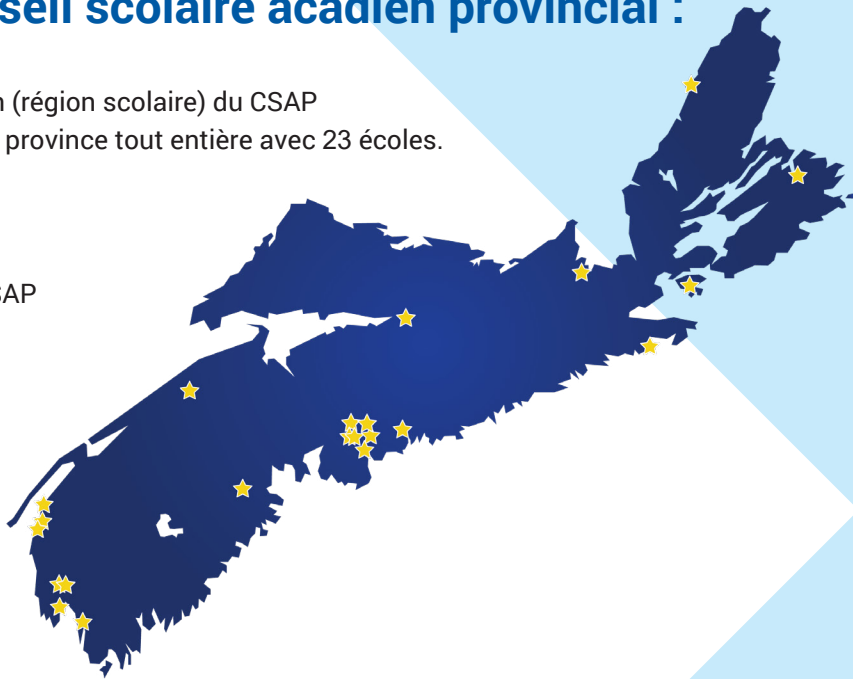 seil scolaire acadien provincial :
n (région scolaire) du CSAP
province tout entière avec 23 écoles.
SAP